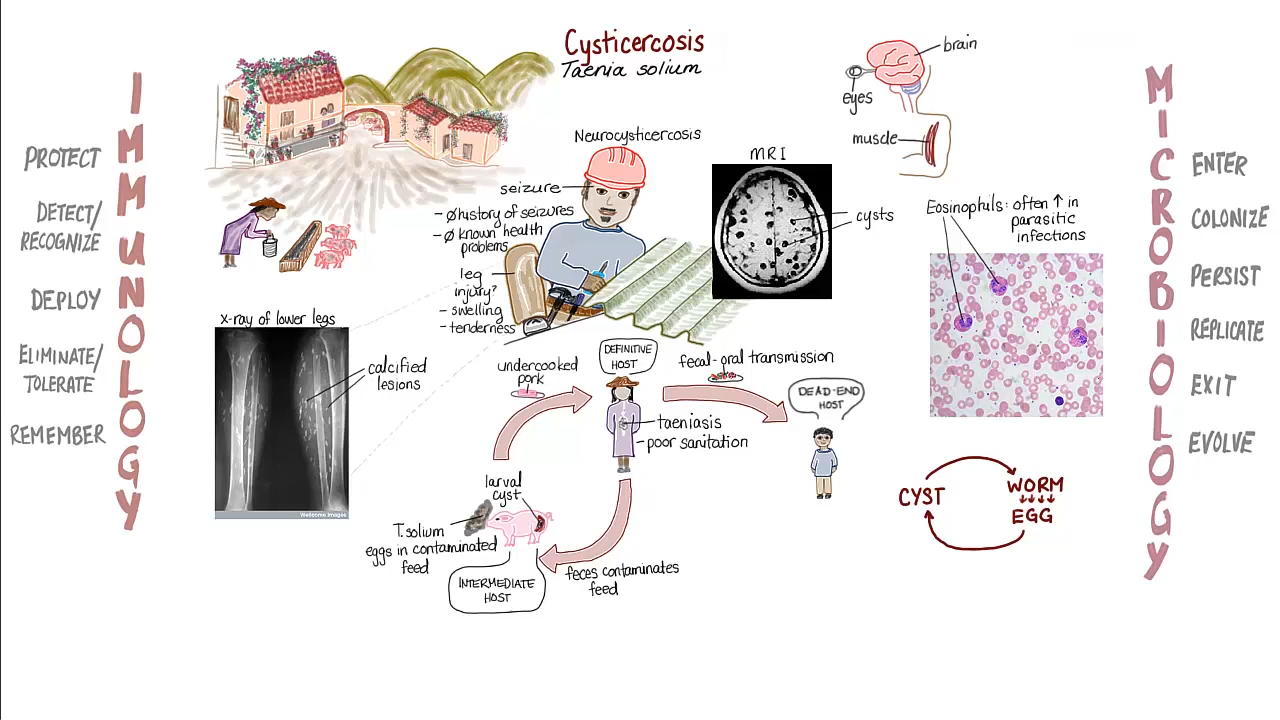 Cysticercosis
Taenia solium
IMMUNOLOGY
PROTECT
DETECT/
RECOGNIZE
DEPLOY
ELIMINATE/
TOLERATE
REMEMBER
Neurocysticercosis
seizure
- Ø history of seizures
- Ø known health
problems
leg
injury?
- swelling
- tenderness
MRI
cysts
brain
eyes
muscle
Eosinophils: often ↑ in
parasitic
infections
X-ray of lower legs
calcified
lesions
Wellcome Images
undercooked
pork
DEFINITIVE
HOST
fecal-oral transmission
DEAD-END
HOST
taeniasis
poor sanitation
larval
cyst
T. solium
eggs in contaminated
feed
INTERMEDIATE
HOST
feces contaminates
feed
CYST
WORM
↓↓↓↓
EGG
MICROBIOLOGY
ENTER
COLONIZE
PERSIST
REPLICATE
EXIT
EVOLVE